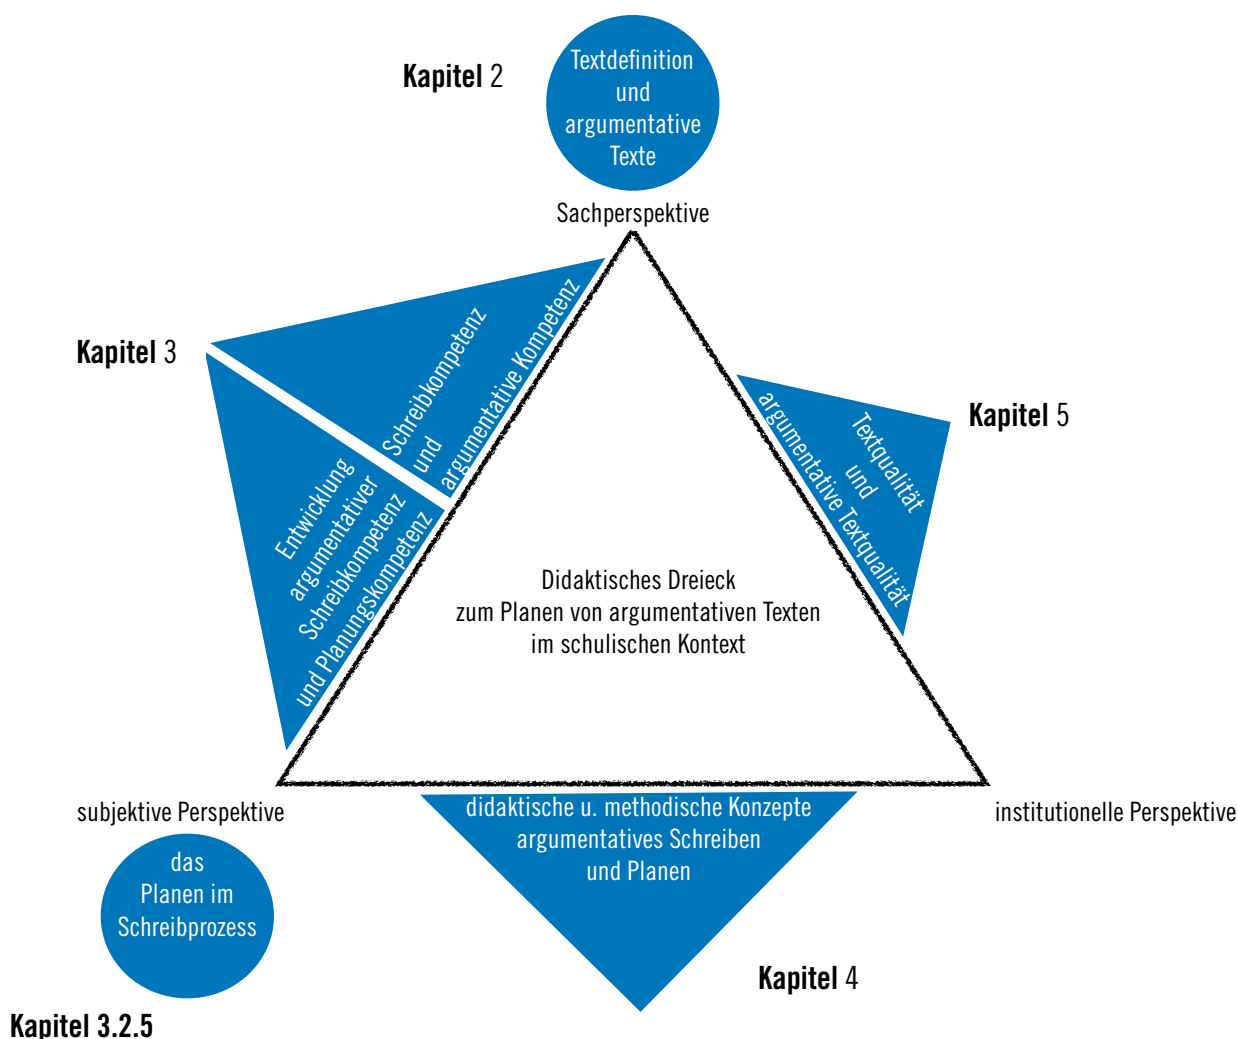 Kapitel 2
Textdefinition
und
argumentative
Texte
Sachperspektive
Kapitel 3
Schreibkompetenz
und
argumentative Kompetenz
Entwicklung
argumentativer
Schreibkompetenz
und Planungskompetenz
Kapitel 5
Textqualität
und
argumentative Textqualität
Didaktisches Dreieck
zum Planen von argumentativen Texten
im schulischen Kontext
subjektive Perspektive
institutionelle Perspektive
didaktische u. methodische Konzepte
argumentatives Schreiben
und Planen
das
Planen im
Schreibprozess
Kapitel 4
Kapitel 3.2.5